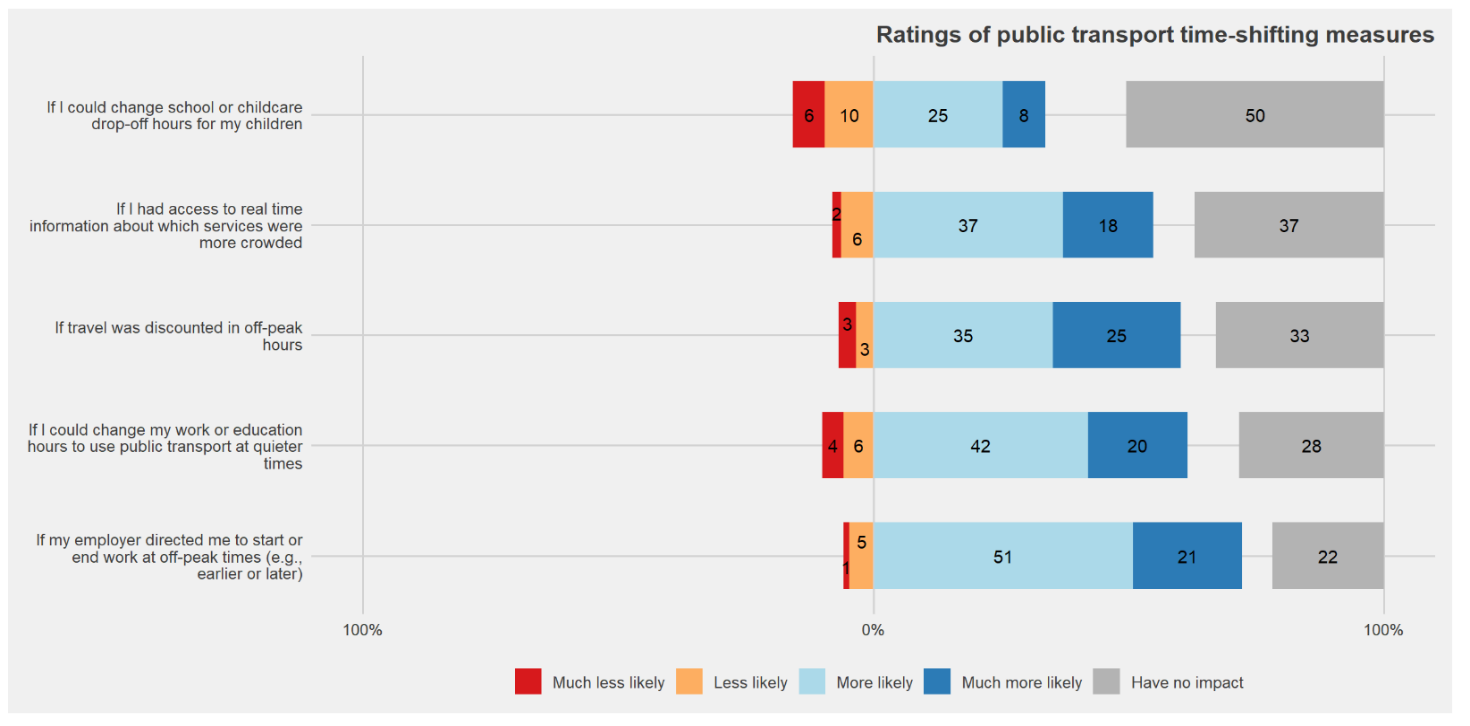 Ratings of public transport time-shifting measures
If I could change school or childcare
drop-off hours for my children
6 10 25 8 50
If I had access to real time
information about which services were
more crowded
2 6 37 18 37
If travel was discounted in off-peak
hours
3 3 35 25 33
If I could change my work or education
hours to use public transport at quieter
times
4 6 42 20 28
If my employer directed me to start or
end work at off-peak times (e.g.,
earlier or later)
1 5 51 21 22
100% 0% 100%
Much less likely Less likely More likely Much more likely Have no impact